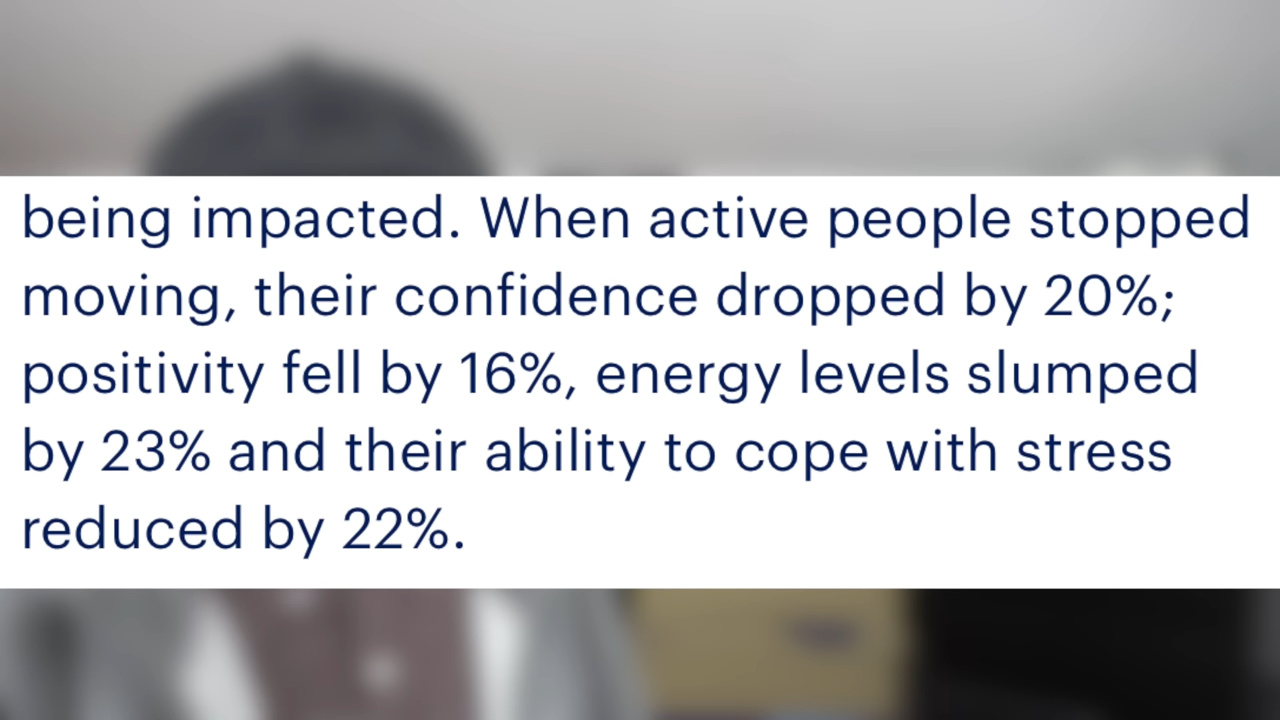 being impacted. When active people stopped
moving, their confidence dropped by 20%;
positivity fell by 16%, energy levels slumped
by 23% and their ability to cope with stress
reduced by 22%.